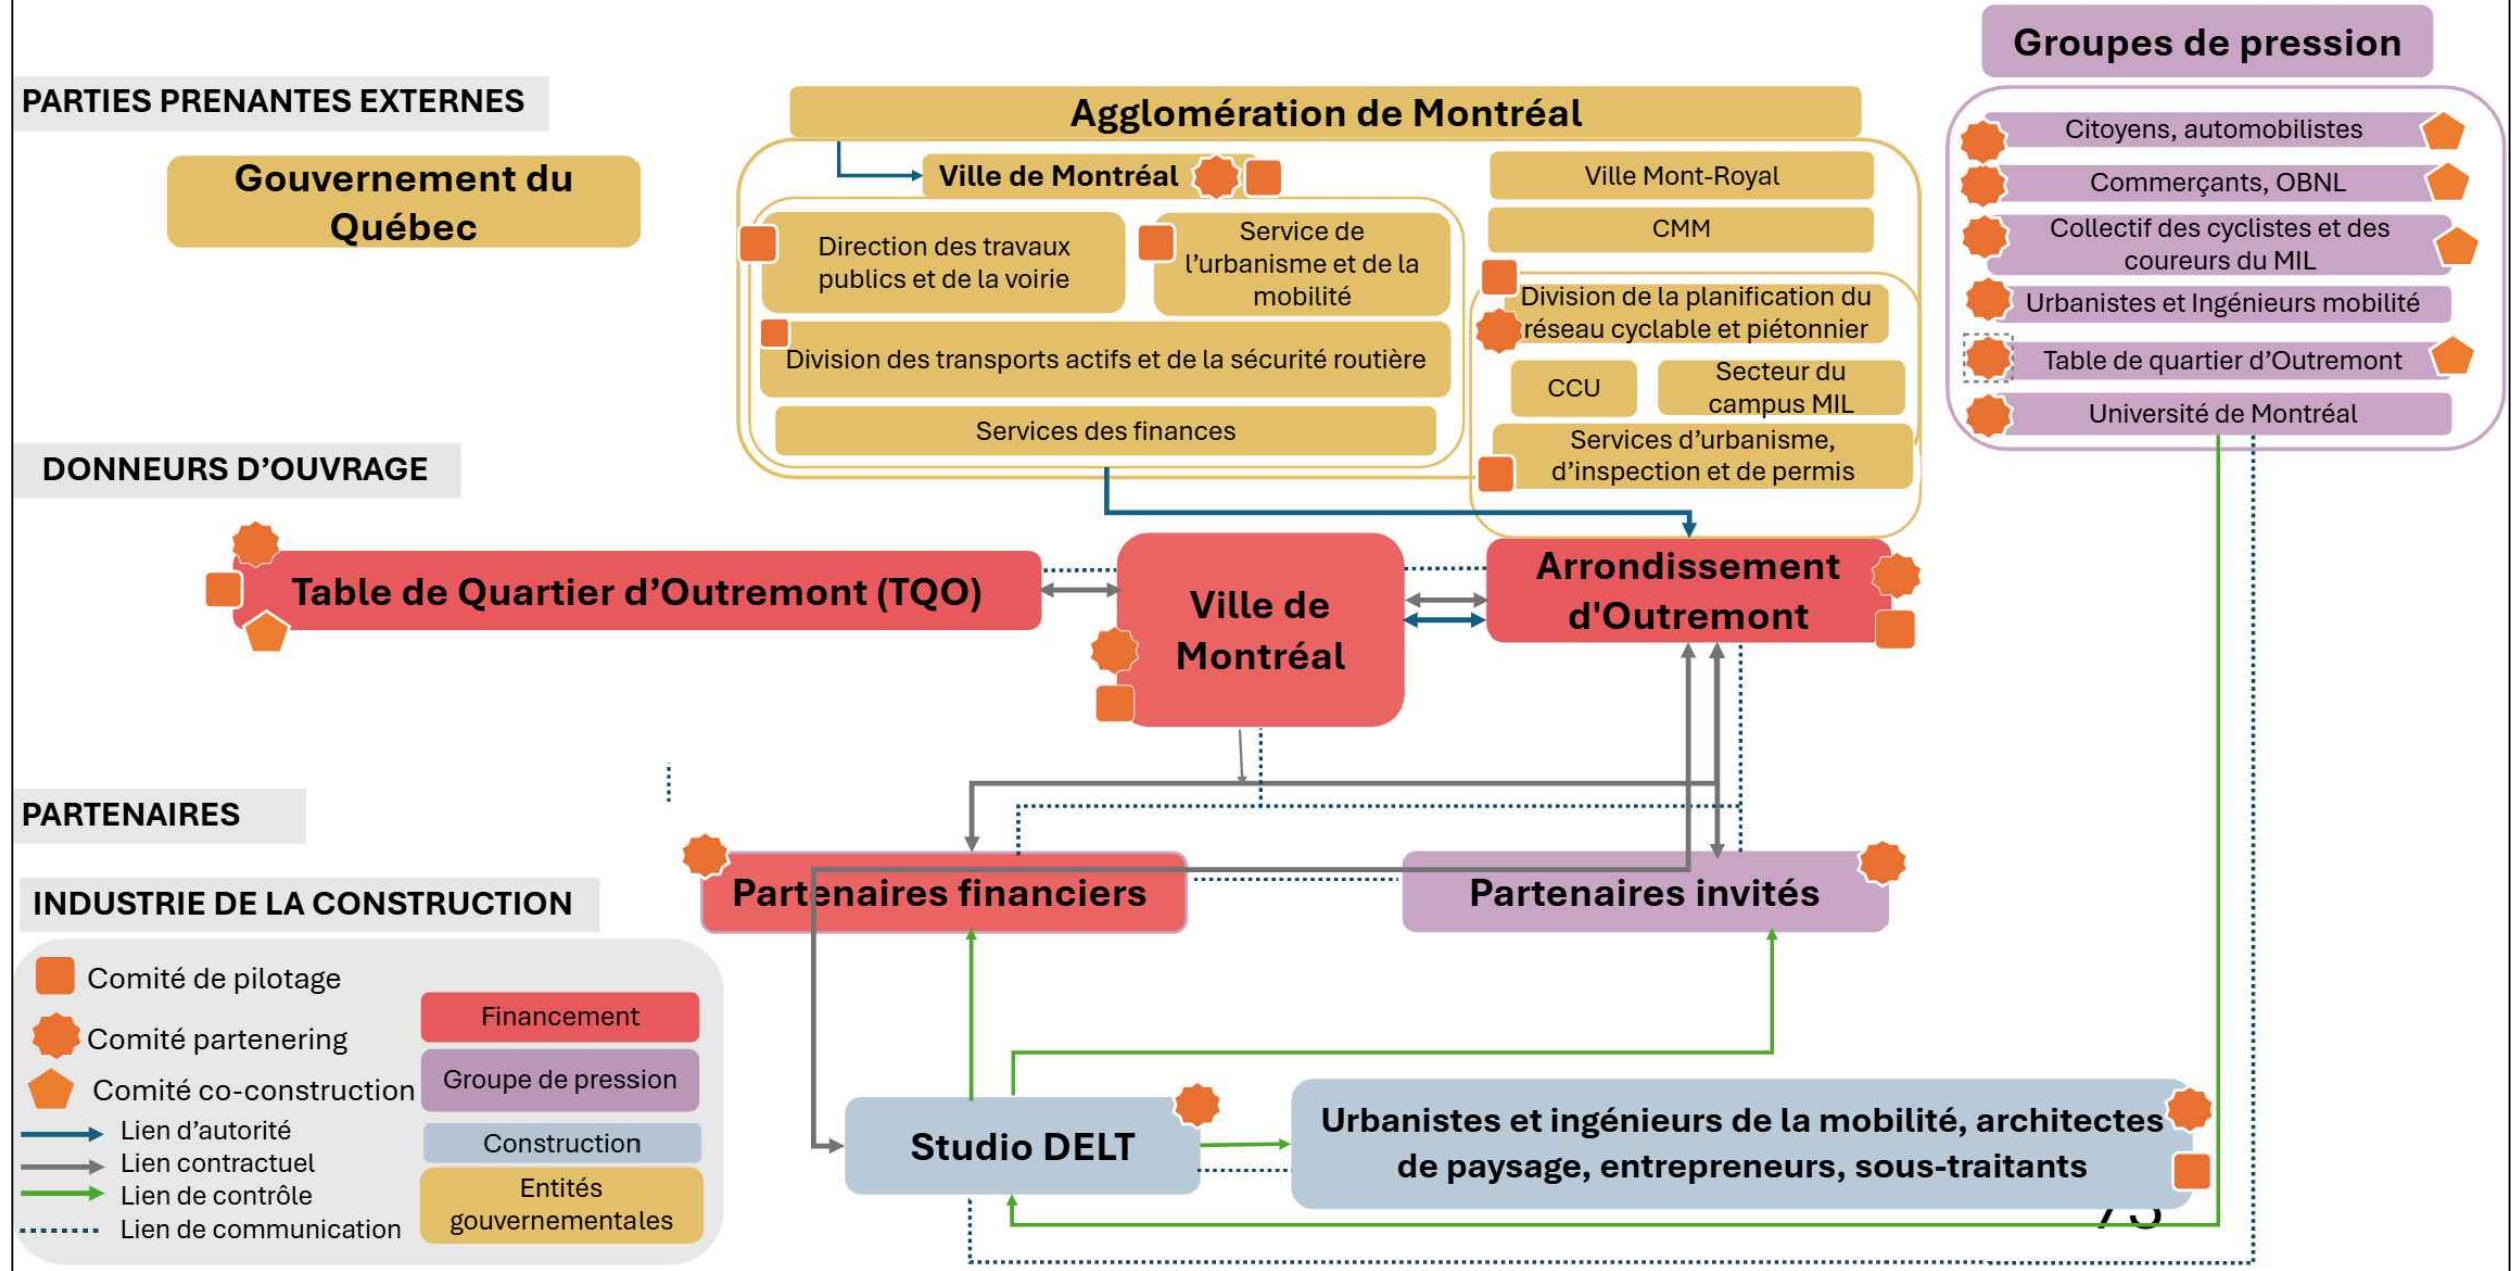 Groupes de pression
PARTIES PRENANTES EXTERNES
Agglomération de Montréal
Gouvernement du
Québec
Ville de Montréal
Direction des travaux
publics et de la voirie
Service de
l'urbanisme et de la
mobilité
Division des transports actifs et de la sécurité routière
Services des finances
Ville Mont-Royal
CMM
Division de la planification du
réseau cyclable et piétonnier
CCU
Secteur du
campus MIL
Services d'urbanisme,
d'inspection et de permis
Citoyens, automobilistes
Commerçants, OBNL
Collectif des cyclistes et des
coureurs du MIL
Urbanistes et Ingénieurs mobilité
Table de quartier d'Outremont
Université de Montréal
DONNEURS D'OUVRAGE
Table de Quartier d'Outremont (TQO)
Ville de
Montréal
Arrondissement
d'Outremont
PARTENAIRES
Partenaires financiers
Partenaires invités
INDUSTRIE DE LA CONSTRUCTION
Comité de pilotage
Comité partenering
Comité co-construction
Lien d'autorité
Lien contractuel
Lien de contrôle
Lien de communication
Financement
Groupe de pression
Construction
Entités
gouvernementales
Studio DELT
Urbanistes et ingénieurs de la mobilité, architectes
de paysage, entrepreneurs, sous-traitants